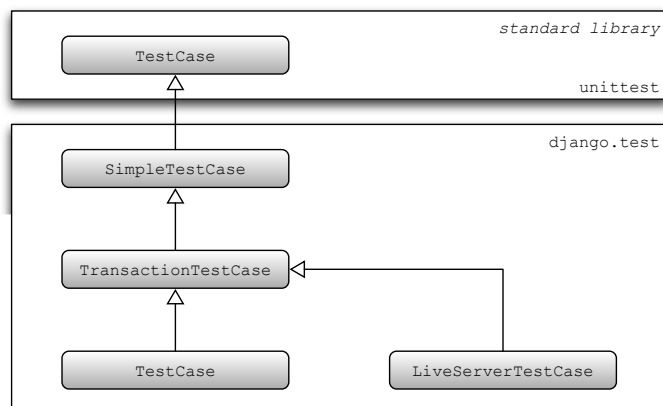 standard library
TestCase
unittest
django.test
SimpleTestCase
TransactionTestCase
TestCase
LiveServerTestCase